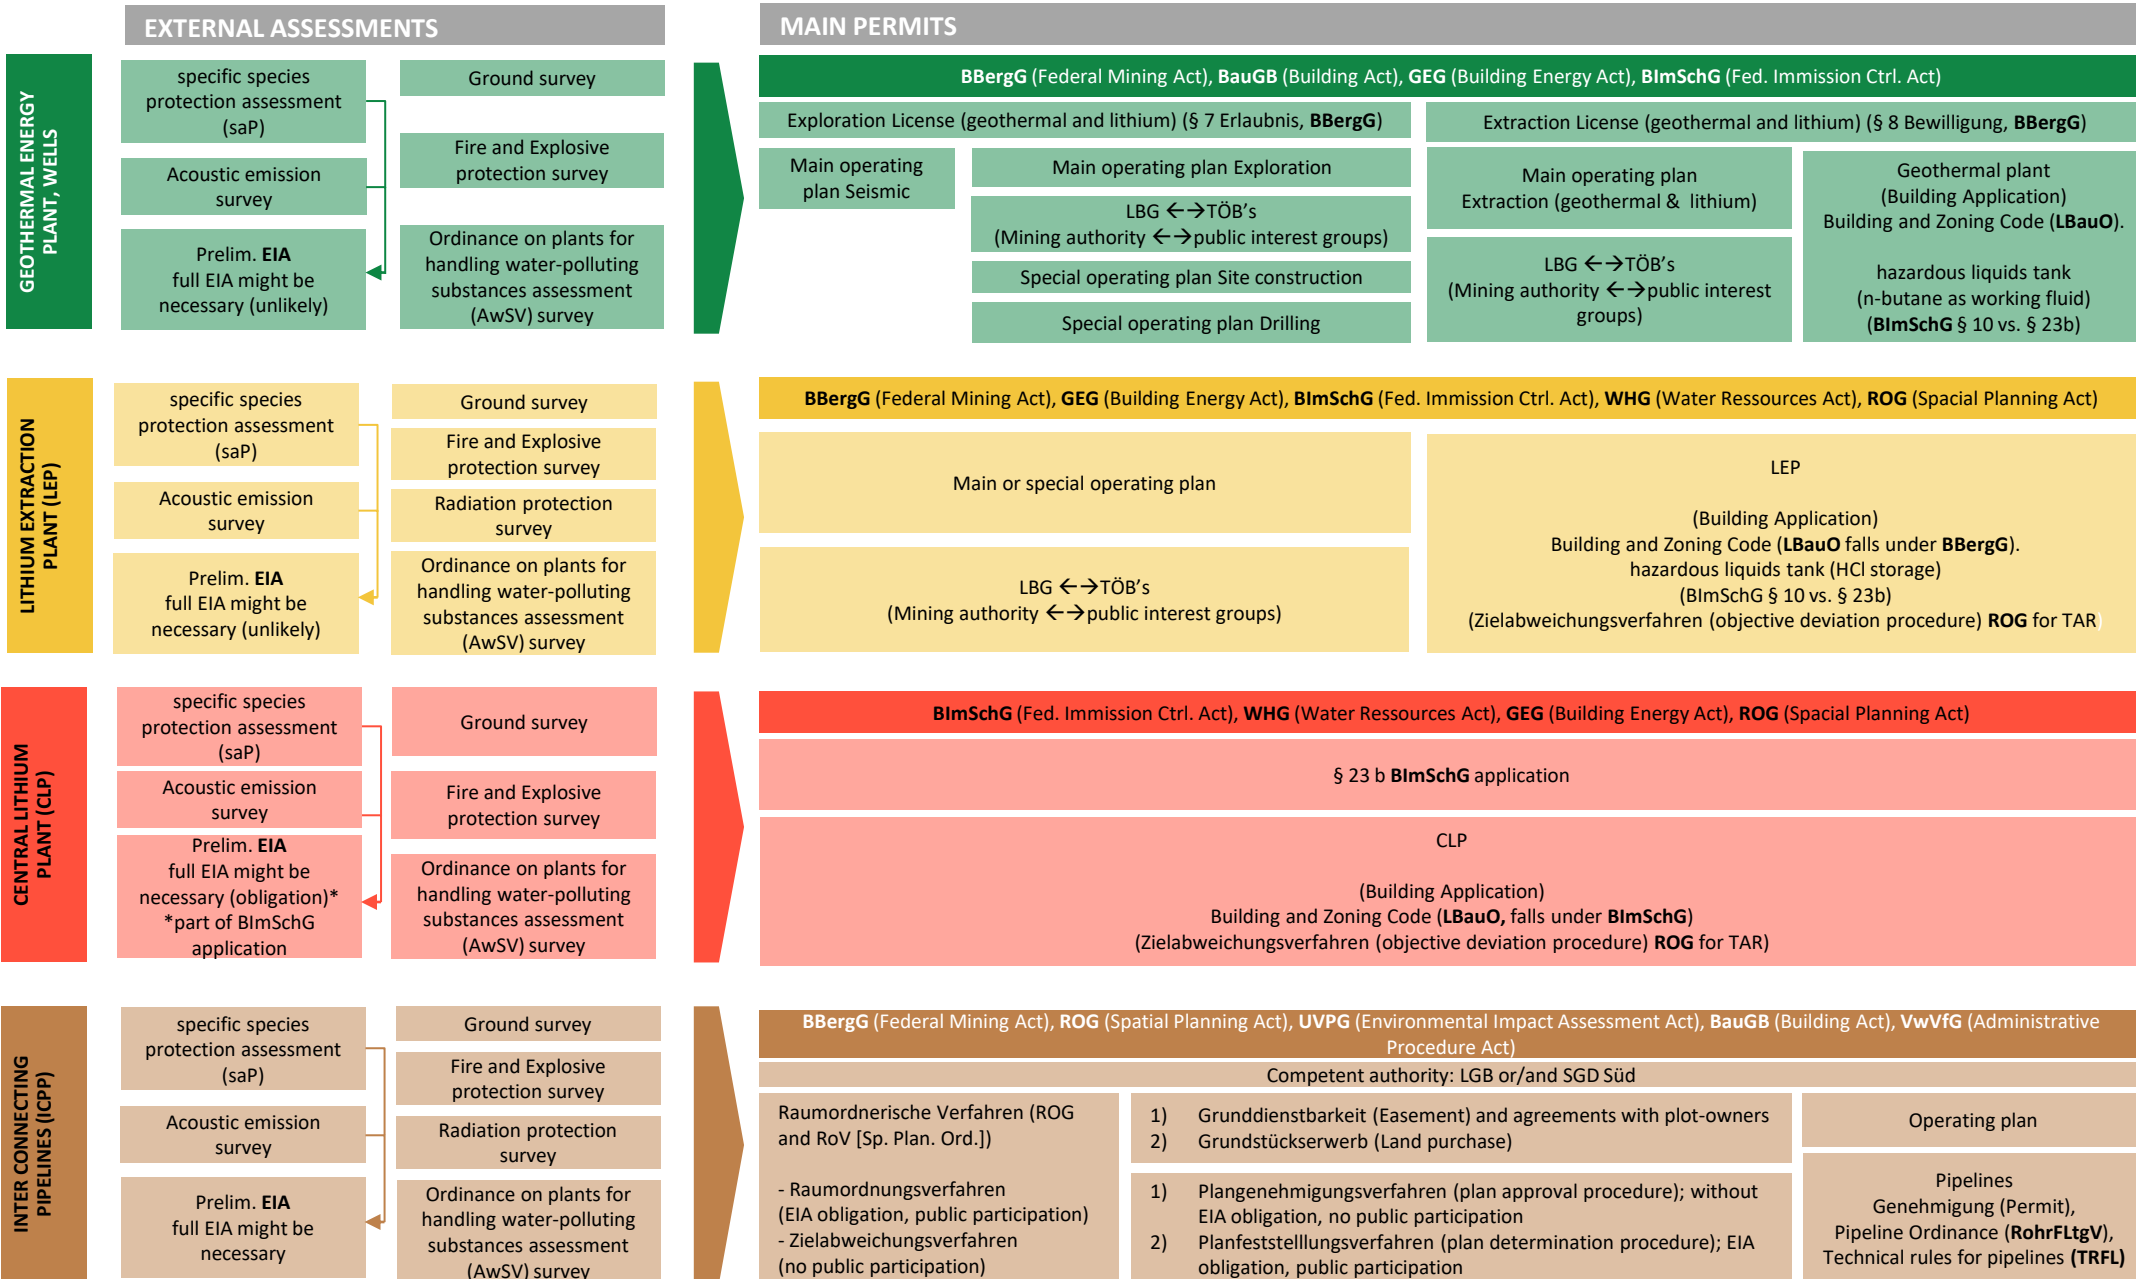 EXTERNAL ASSESSMENTS
MAIN PERMITS
GEOTHERMAL ENERGY
PLANT, WELLS
specific species
protection assessment
(saP)
Acoustic emission
survey
Prelim. EIA
full EIA might be
necessary (unlikely)
Ground survey
Fire and Explosive
protection survey
Ordinance on plants for
handling water-polluting
substances assessment
(AwSV) survey
BBergG (Federal Mining Act), BauGB (Building Act), GEG (Building Energy Act), BImSchG (Fed. Immission Ctrl. Act)
Exploration License (geothermal and lithium) (§ 7 Erlaubnis, BBergG)
Main operating
plan Seismic
Main operating plan Exploration
LBG ←→TÖB’s
(Mining authority ←→public interest groups)
Special operating plan Site construction
Special operating plan Drilling
Extraction License (geothermal and lithium) (§ 8 Bewilligung, BBergG)
Main operating plan
Extraction (geothermal & lithium)
LBG ←→TÖB’s
(Mining authority ←→public interest
groups)
Geothermal plant
(Building Application)
Building and Zoning Code (LBauO).
hazardous liquids tank
(n-butane as working fluid)
(BImSchG § 10 vs. § 23b)
LITHIUM EXTRACTION
PLANT (LEP)
specific species
protection assessment
(saP)
Acoustic emission
survey
Prelim. EIA
full EIA might be
necessary (unlikely)
Ground survey
Fire and Explosive
protection survey
Radiation protection
survey
Ordinance on plants for
handling water-polluting
substances assessment
(AwSV) survey
BBergG (Federal Mining Act), GEG (Building Energy Act), BImSchG (Fed. Immission Ctrl. Act), WHG (Water Ressources Act), ROG (Spacial Planning Act)
Main or special operating plan
LBG ←→TÖB’s
(Mining authority ←→public interest groups)
LEP
(Building Application)
Building and Zoning Code (LBauO falls under BBergG).
hazardous liquids tank (HCl storage)
(BImSchG § 10 vs. § 23b)
(Zielabweichungsverfahren (objective deviation procedure) ROG for TAR)
CENTRAL LITHIUM
PLANT (CLP)
specific species
protection assessment
(saP)
Acoustic emission
survey
Prelim. EIA
full EIA might be
necessary (obligation)*
*part of BImSchG
application
Ground survey
Fire and Explosive
protection survey
Ordinance on plants for
handling water-polluting
substances assessment
(AwSV) survey
BImSchG (Fed. Immission Ctrl. Act), WHG (Water Ressources Act), GEG (Building Energy Act), ROG (Spacial Planning Act)
§ 23 b BImSchG application
CLP
(Building Application)
Building and Zoning Code (LBauO, falls under BImSchG)
(Zielabweichungsverfahren (objective deviation procedure) ROG for TAR)
INTER CONNECTING
PIPELINES (ICPP)
specific species
protection assessment
(saP)
Acoustic emission
survey
Prelim. EIA
full EIA might be
necessary
Ground survey
Fire and Explosive
protection survey
Radiation protection
survey
Ordinance on plants for
handling water-polluting
substances assessment
(AwSV) survey
BBergG (Federal Mining Act), ROG (Spatial Planning Act), UVPG (Environmental Impact Assessment Act), BauGB (Building Act), VwVfG (Administrative
Procedure Act)
Competent authority: LGB or/and SGD Süd
Raumordnerische Verfahren (ROG
and RoV [Sp. Plan. Ord.])
- Raumordnungsverfahren
(EIA obligation, public participation)
- Zielabweichungsverfahren
(no public participation)
1) Grunddienstbarkeit (Easement) and agreements with plot-owners
2) Grundstückserwerb (Land purchase)
1) Plangenehmigungsverfahren (plan approval procedure); without
EIA obligation, no public participation
2) Planfeststelllungsverfahren (plan determination procedure); EIA
obligation, public participation
Operating plan
Pipelines
Genehmigung (Permit),
Pipeline Ordinance (RohrFLtgV),
Technical rules for pipelines (TRFL)